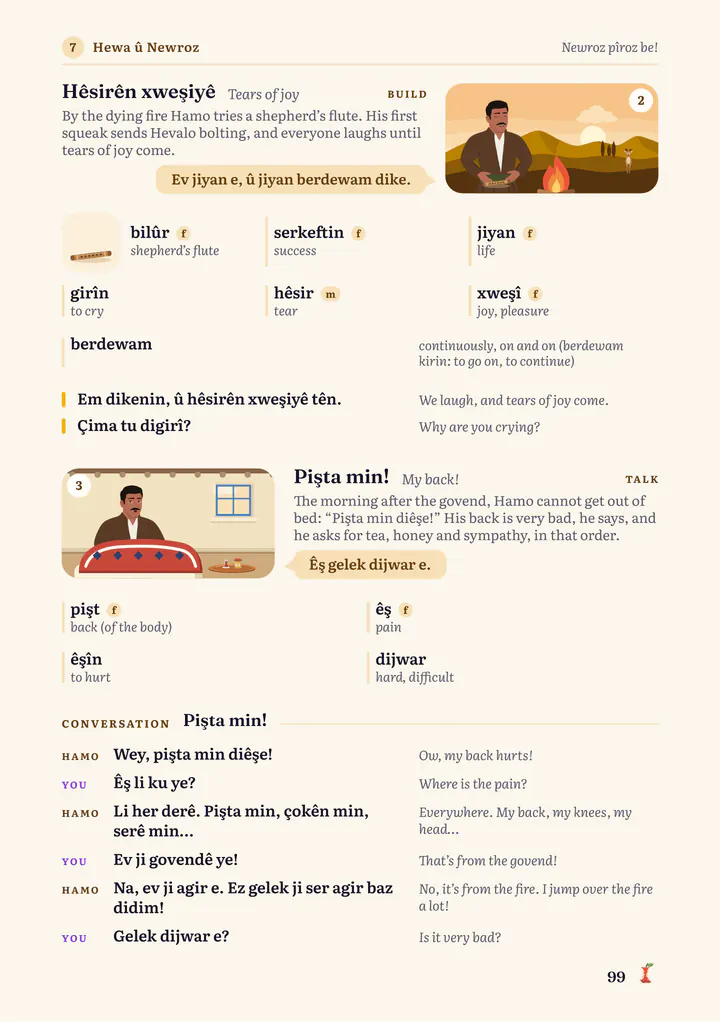 7 Hewa û Newroz
Newroz pîroz be!
Hêsirên xweşiyê Tears of joy BUILD
By the dying fire Hamo tries a shepherd's flute. His first
squeak sends Hevalo bolting, and everyone laughs until
tears of joy come.
Ev jiyan e, û jiyan berdewam dike.
2
bilûr f
shepherd's flute
serkeftin f
success
jiyan f
life
girîn
to cry
hêsir m
tear
xweşî f
joy, pleasure
berdewam
continuously, on and on (berdewam
kirin: to go on, to continue)
Em dikenin, û hêsirên xweşiyê tên.
We laugh, and tears of joy come.
Çima tu digirî?
Why are you crying?
3
Pişta min! My back! TALK
The morning after the govend, Hamo cannot get out of
bed: “Pişta min diêşe!” His back is very bad, he says, and
he asks for tea, honey and sympathy, in that order.
Êş gelek dijwar e.
pişt f
back (of the body)
êş f
pain
êşîn
to hurt
dijwar
hard, difficult
CONVERSATION Pişta min!
HAMO Wey, pişta min diêşe!
Ow, my back hurts!
YOU Êş li ku ye?
Where is the pain?
HAMO Li her derê. Pişta min, çokên min,
serê min…
Everywhere. My back, my knees, my
head…
YOU Ev ji govendê ye!
That's from the govend!
HAMO Na, ev ji agir e. Ez gelek ji ser agir baz
didim!
No, it's from the fire. I jump over the fire
a lot!
YOU Gelek dijwar e?
Is it very bad?
99